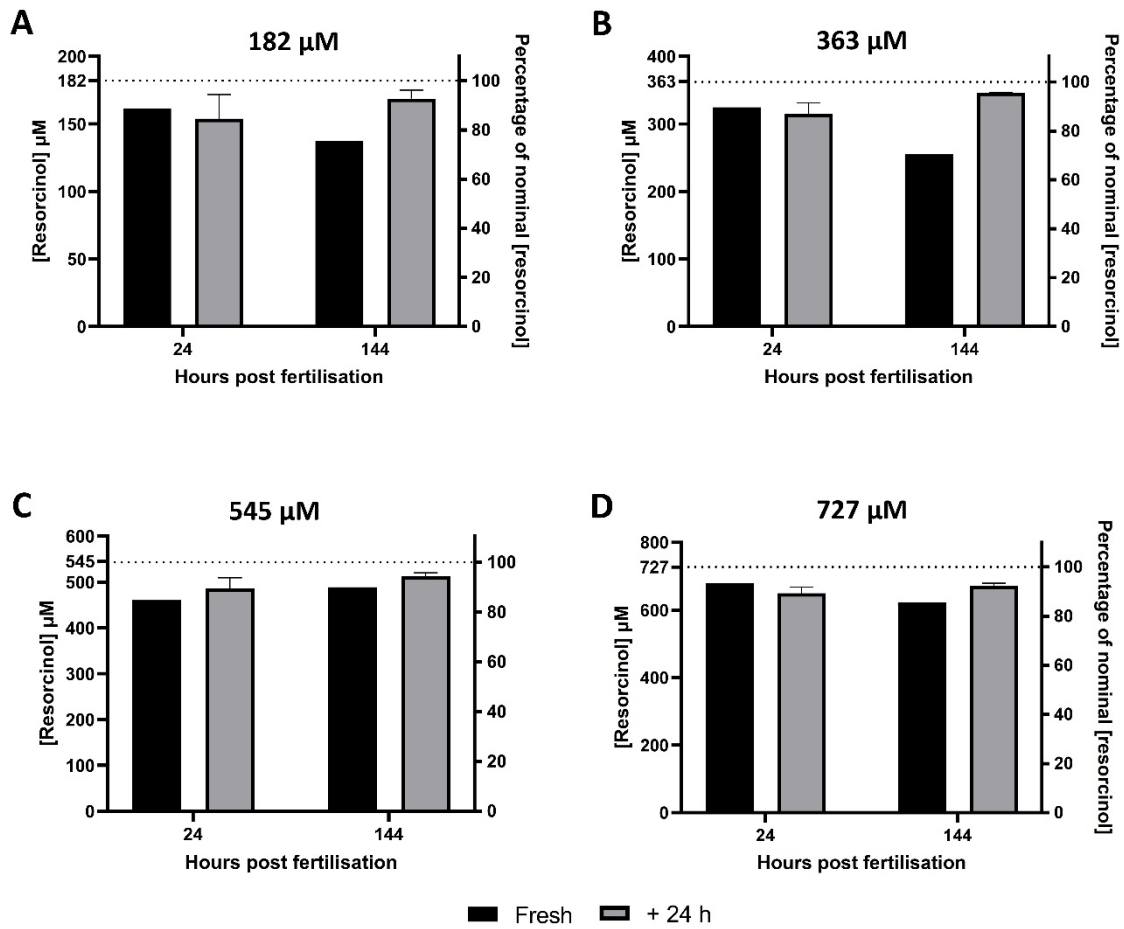 A
182 µM
200
182
150
100
50
0
[Resorcinol] µM
100
80
60
40
20
0
Percentage of nominal [resorcinol]
24
144
Hours post fertilisation
B
363 µM
400
363
300
200
100
0
[Resorcinol] µM
100
80
60
40
20
0
Percentage of nominal [resorcinol]
24
144
Hours post fertilisation
C
545 µM
600
545
500
400
300
200
100
0
[Resorcinol] µM
100
80
60
40
20
0
24
144
Hours post fertilisation
D
727 µM
800
727
600
400
200
0
[Resorcinol] µM
100
80
60
40
20
0
Percentage of nominal [resorcinol]
24
144
Hours post fertilisation
Fresh
+ 24 h